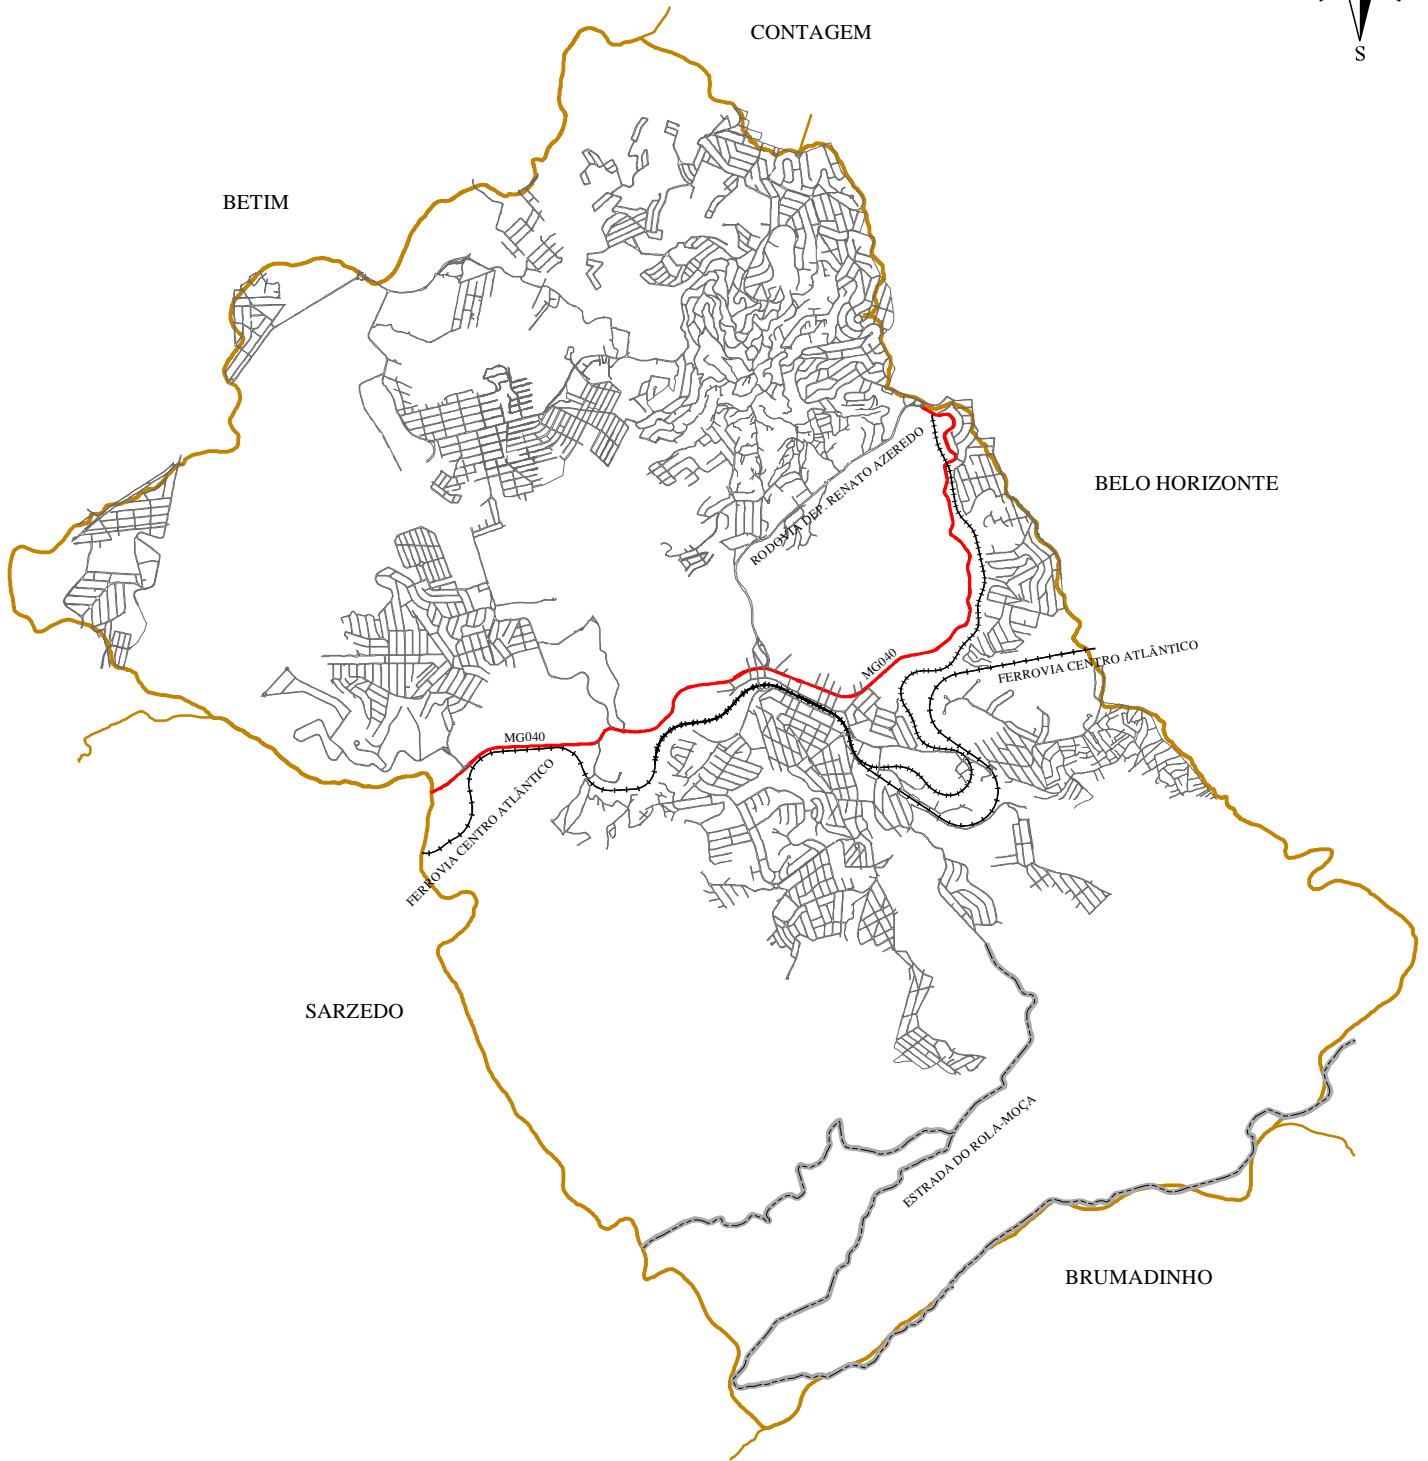 CONTAGEM
S
BETIM
RODOVIA DEP. RENATO AZEREDO
BELO HORIZONTE
MG040
FERROVIA CENTRO ATLÂNTICO
MG040
FERROVIA CENTRO ATLÂNTICO
SARZEDO
ESTRADA DO ROLA-MOÇA
BRUMADINHO